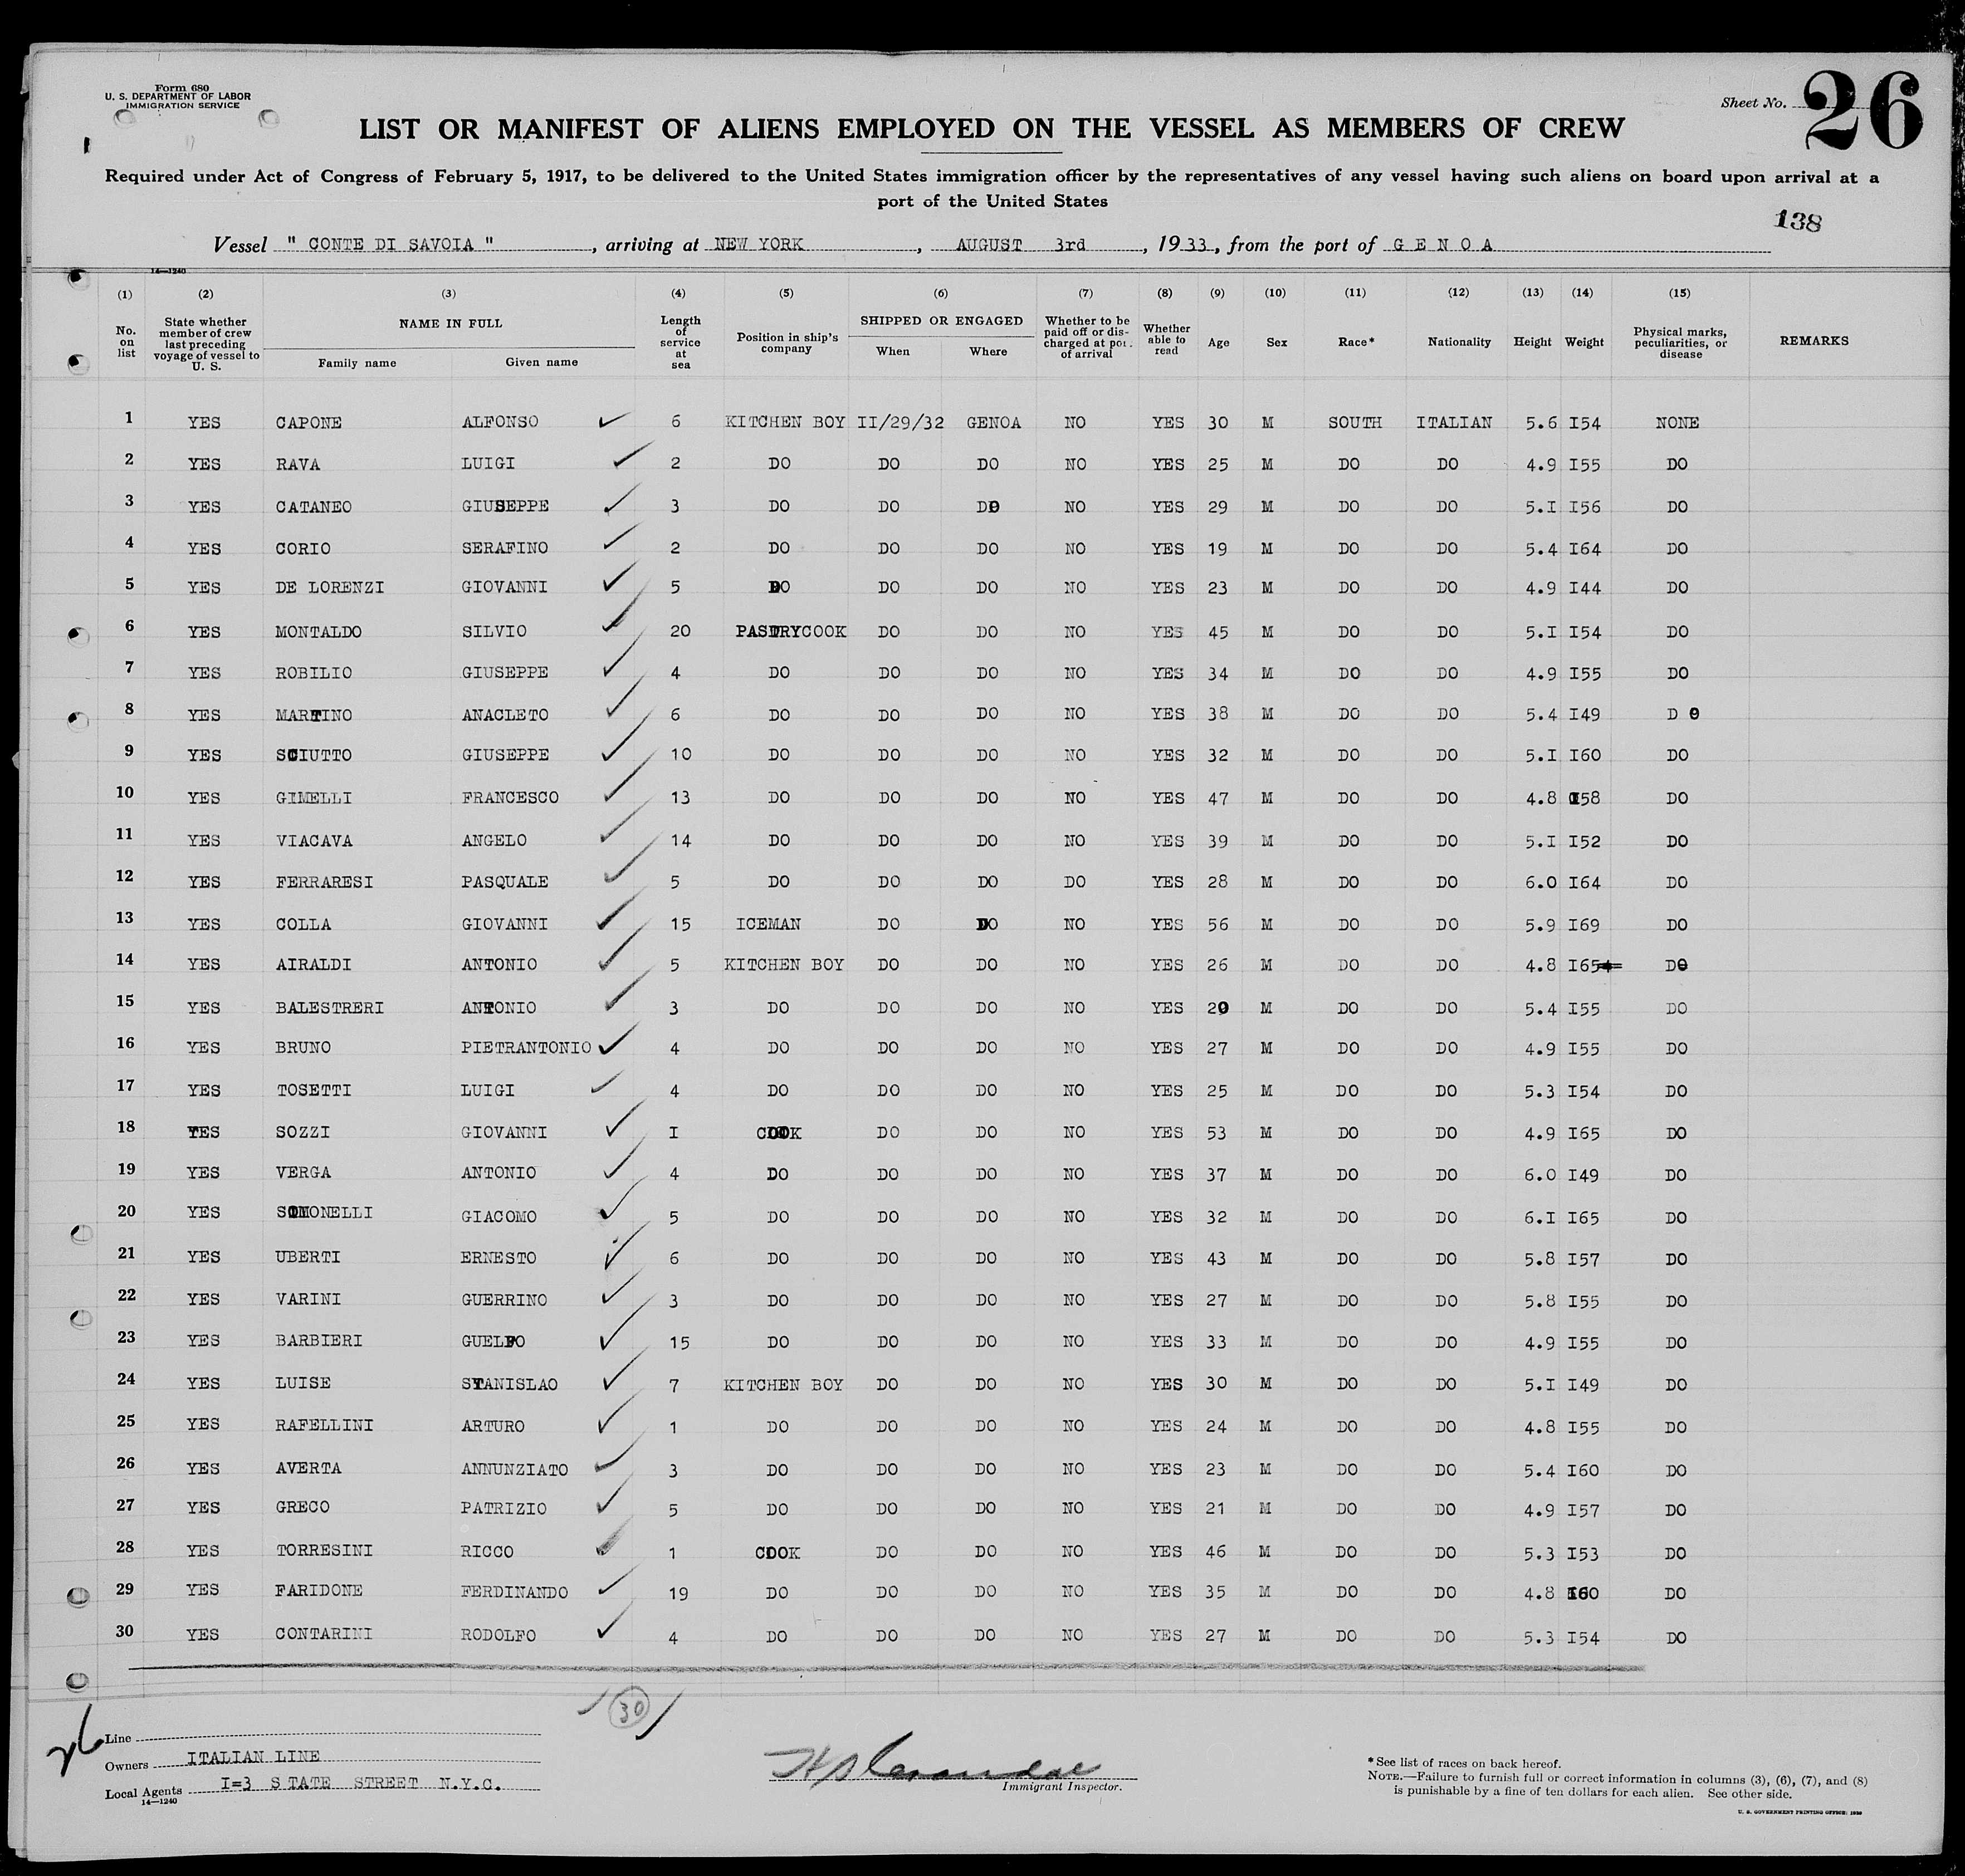 Form 680
U. S. DEPARTMENT OF LABOR
IMMIGRATION SERVICE
Sheet No. 26
LIST OR MANIFEST OF ALIENS EMPLOYED ON THE VESSEL AS MEMBERS OF CREW
Required under Act of Congress of February 5, 1917, to be delivered to the United States immigration officer by the representatives of any vessel having such aliens on board upon arrival at a
port of the United States
138
Vessel " CONTE DI SAVOIA ", arriving at NEW YORK, AUGUST 3rd, 1933, from the port of G E N O A
14—1240
(1) (2) (3) (4) (5) (6) (7) (8) (9) (10) (11) (12) (13) (14) (15)
No. on list State whether member of crew last preceding voyage of vessel to U. S. NAME IN FULL Family name Given name Length of service at sea Position in ship's company SHIPPED OR ENGAGED When Where Whether to be paid off or discharged at port of arrival Whether able to read Age Sex Race* Nationality Height Weight Physical marks, peculiarities, or disease REMARKS
1 YES CAPONE ALFONSO 6 KITCHEN BOY II/29/32 GENOA NO YES 30 M SOUTH ITALIAN 5.6 I54 NONE
2 YES RAVA LUIGI 2 DO DO DO NO YES 25 M DO DO 4.9 I55 DO
3 YES CATANEO GIUSEPPE 3 DO DO DO NO YES 29 M DO DO 5.I I56 DO
4 YES CORIO SERAFINO 2 DO DO DO NO YES 19 M DO DO 5.4 I64 DO
5 YES DE LORENZI GIOVANNI 5 DO DO DO NO YES 23 M DO DO 4.9 I44 DO
6 YES MONTALDO SILVIO 20 PASTRYCOOK DO DO NO YES 45 M DO DO 5.I I54 DO
7 YES ROBILIO GIUSEPPE 4 DO DO DO NO YES 34 M DO DO 4.9 I55 DO
8 YES MARTINO ANACLETO 6 DO DO DO NO YES 38 M DO DO 5.4 I49 D O
9 YES SCIUTTO GIUSEPPE 10 DO DO DO NO YES 32 M DO DO 5.I I60 DO
10 YES GIMELLI FRANCESCO 13 DO DO DO NO YES 47 M DO DO 4.8 I58 DO
11 YES VIACAVA ANGELO 14 DO DO DO NO YES 39 M DO DO 5.I I52 DO
12 YES FERRARESI PASQUALE 5 DO DO DO DO YES 28 M DO DO 6.0 I64 DO
13 YES COLLA GIOVANNI 15 ICEMAN DO DO NO YES 56 M DO DO 5.9 I69 DO
14 YES AIRALDI ANTONIO 5 KITCHEN BOY DO DO NO YES 26 M DO DO 4.8 I65 DO
15 YES BALESTRERI ANTONIO 3 DO DO DO NO YES 20 M DO DO 5.4 I55 DO
16 YES BRUNO PIETRANTONIO 4 DO DO DO NO YES 27 M DO DO 4.9 I55 DO
17 YES TOSETTI LUIGI 4 DO DO DO NO YES 25 M DO DO 5.3 I54 DO
18 YES SOZZI GIOVANNI I COOK DO DO NO YES 53 M DO DO 4.9 I65 DO
19 YES VERGA ANTONIO 4 DO DO DO NO YES 37 M DO DO 6.0 I49 DO
20 YES SIMONELLI GIACOMO 5 DO DO DO NO YES 32 M DO DO 6.I I65 DO
21 YES UBERTI ERNESTO 6 DO DO DO NO YES 43 M DO DO 5.8 I57 DO
22 YES VARINI GUERRINO 3 DO DO DO NO YES 27 M DO DO 5.8 I55 DO
23 YES BARBIERI GUELFO 15 DO DO DO NO YES 33 M DO DO 4.9 I55 DO
24 YES LUISE STANISLAO 7 KITCHEN BOY DO DO NO YES 30 M DO DO 5.I I49 DO
25 YES RAFELLINI ARTURO 1 DO DO DO NO YES 24 M DO DO 4.8 I55 DO
26 YES AVERTA ANNUNZIATO 3 DO DO DO NO YES 23 M DO DO 5.4 I60 DO
27 YES GRECO PATRIZIO 5 DO DO DO NO YES 21 M DO DO 4.9 I57 DO
28 YES TORRESINI RICCO 1 COOK DO DO NO YES 46 M DO DO 5.3 I53 DO
29 YES FARIDONE FERDINANDO 19 DO DO DO NO YES 35 M DO DO 4.8 I60 DO
30 YES CONTARINI RODOLFO 4 DO DO DO NO YES 27 M DO DO 5.3 I54 DO
30
26
Line
Owners ITALIAN LINE
Local Agents I=3 STATE STREET N.Y.C.
14—1240
Immigrant Inspector.
* See list of races on back hereof.
NOTE.—Failure to furnish full or correct information in columns (3), (6), (7), and (8)
is punishable by a fine of ten dollars for each alien. See other side.
U. S. GOVERNMENT PRINTING OFFICE: